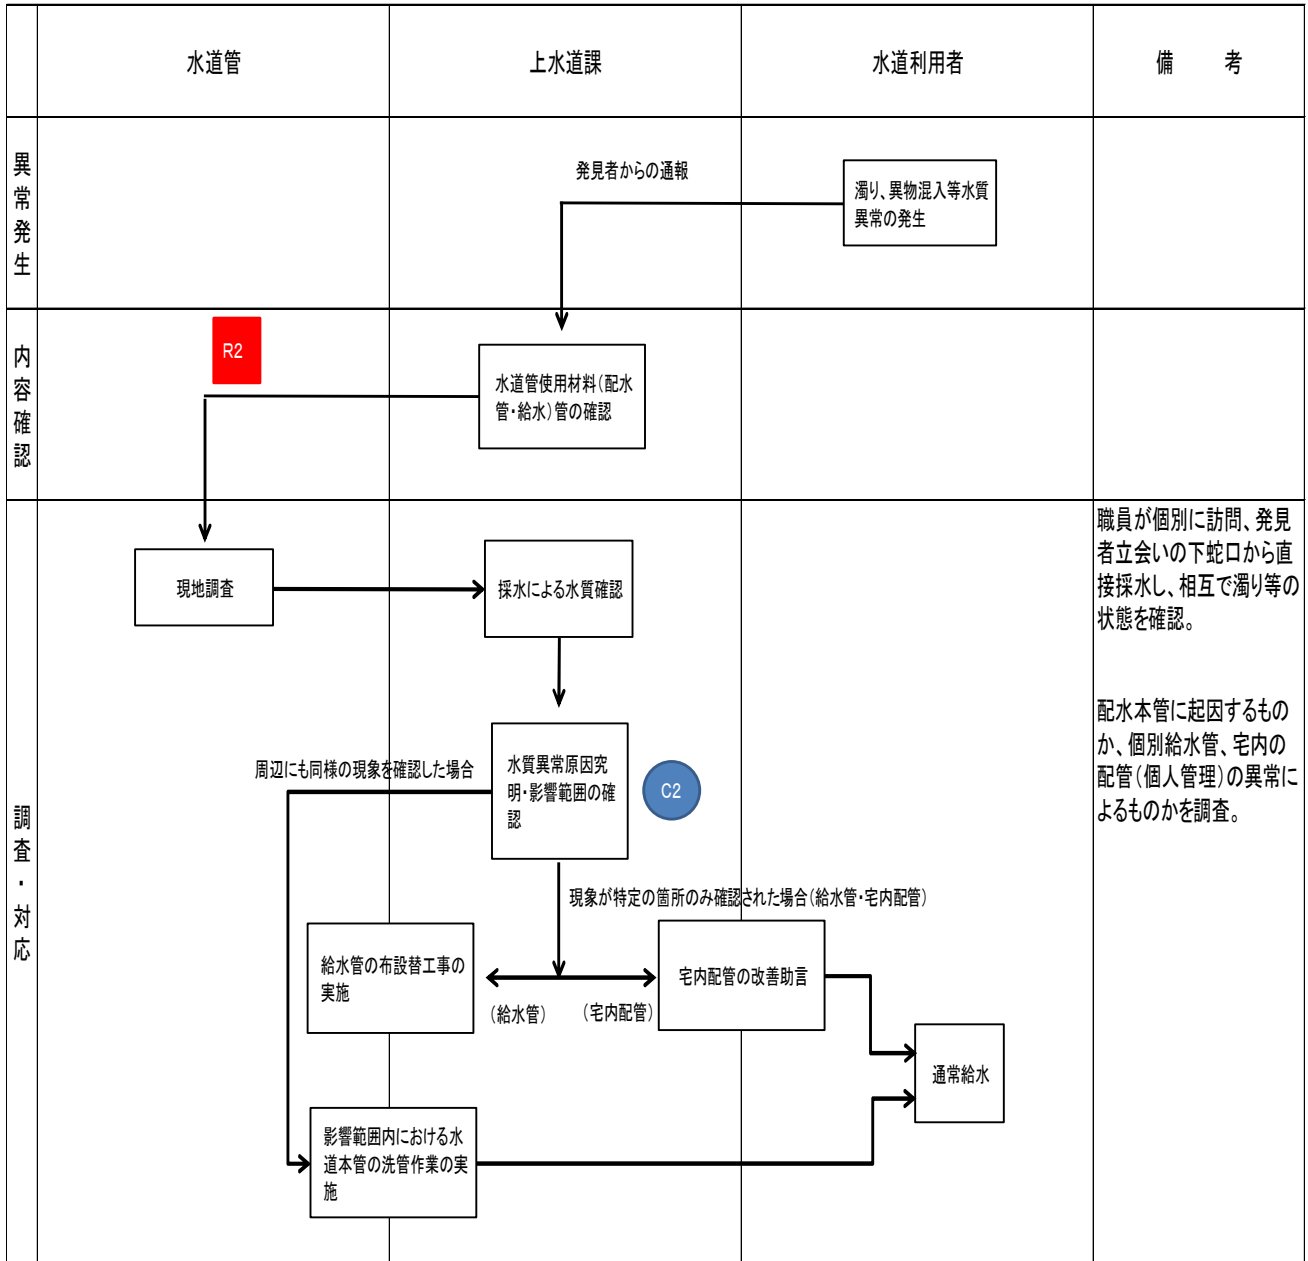 水道管
上水道課
水道利用者
備　考
異常発生
発見者からの通報
濁り、異物混入等水質
異常の発生
内容確認
R2
水道管使用材料(配水
管・給水)管の確認
調査・対応
現地調査
採水による水質確認
職員が個別に訪問、発見
者立会いの下蛇口から直
接採水し、相互で濁り等の
状態を確認。
周辺にも同様の現象を確認した場合
水質異常原因究
明・影響範囲の確
認
C2
配水本管に起因するもの
か、個別給水管、宅内の
配管(個人管理)の異常に
よるものかを調査。
現象が特定の箇所のみ確認された場合(給水管・宅内配管)
給水管の布設替工事の
実施
(給水管)
(宅内配管)
宅内配管の改善助言
通常給水
影響範囲内における水
道本管の洗管作業の実
施